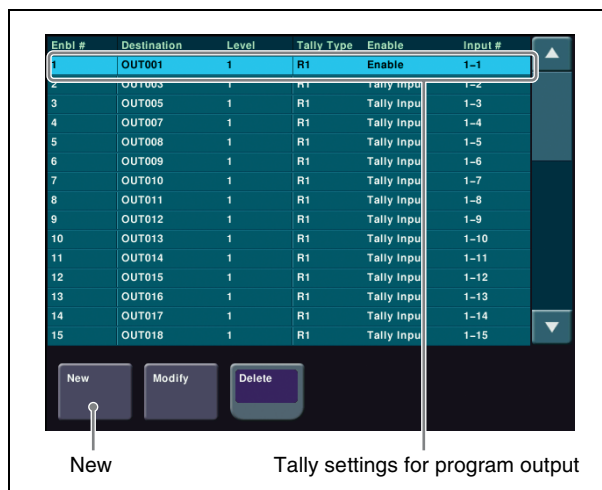 Enbl # Destination Level Tally Type Enable Input #
1 OUT001 1 R1 Enable 1-1
2 OUT003 1 R1 Tally Inpu 1-2
3 OUT005 1 R1 Tally Inpu 1-3
4 OUT007 1 R1 Tally Inpu 1-4
5 OUT008 1 R1 Tally Inpu 1-5
6 OUT009 1 R1 Tally Inpu 1-6
7 OUT010 1 R1 Tally Inpu 1-7
8 OUT011 1 R1 Tally Inpu 1-8
9 OUT012 1 R1 Tally Inpu 1-9
10 OUT013 1 R1 Tally Inpu 1-10
11 OUT014 1 R1 Tally Inpu 1-11
12 OUT015 1 R1 Tally Inpu 1-12
13 OUT016 1 R1 Tally Inpu 1-13
14 OUT017 1 R1 Tally Inpu 1-14
15 OUT018 1 R1 Tally Inpu 1-15
New Modify Delete
New Tally settings for program output